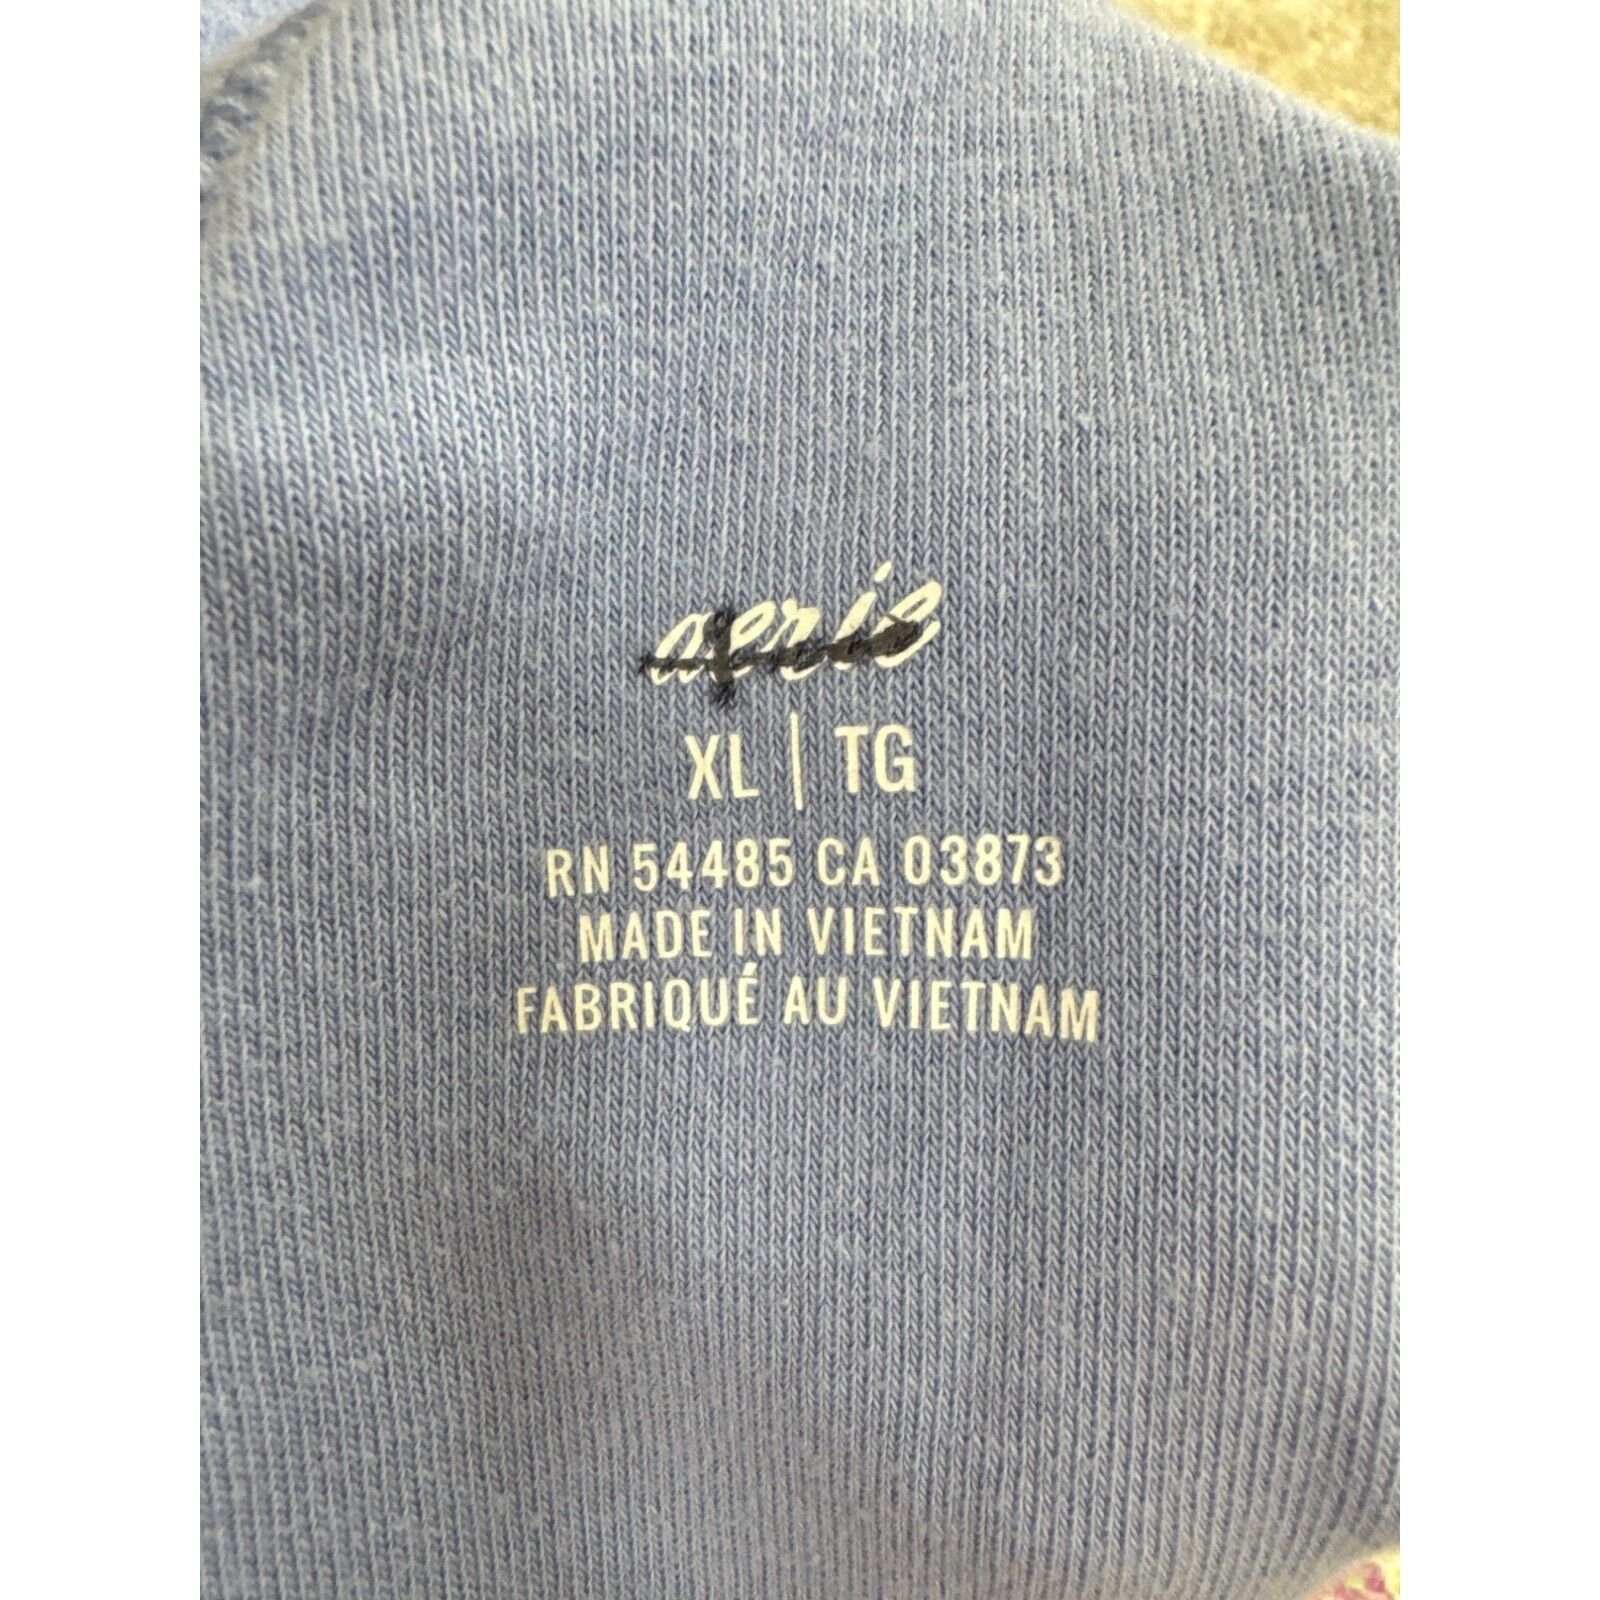 aerie
XL | TG
RN 54485 CA 03873
MADE IN VIETNAM
FABRIQUÉ AU VIETNAM